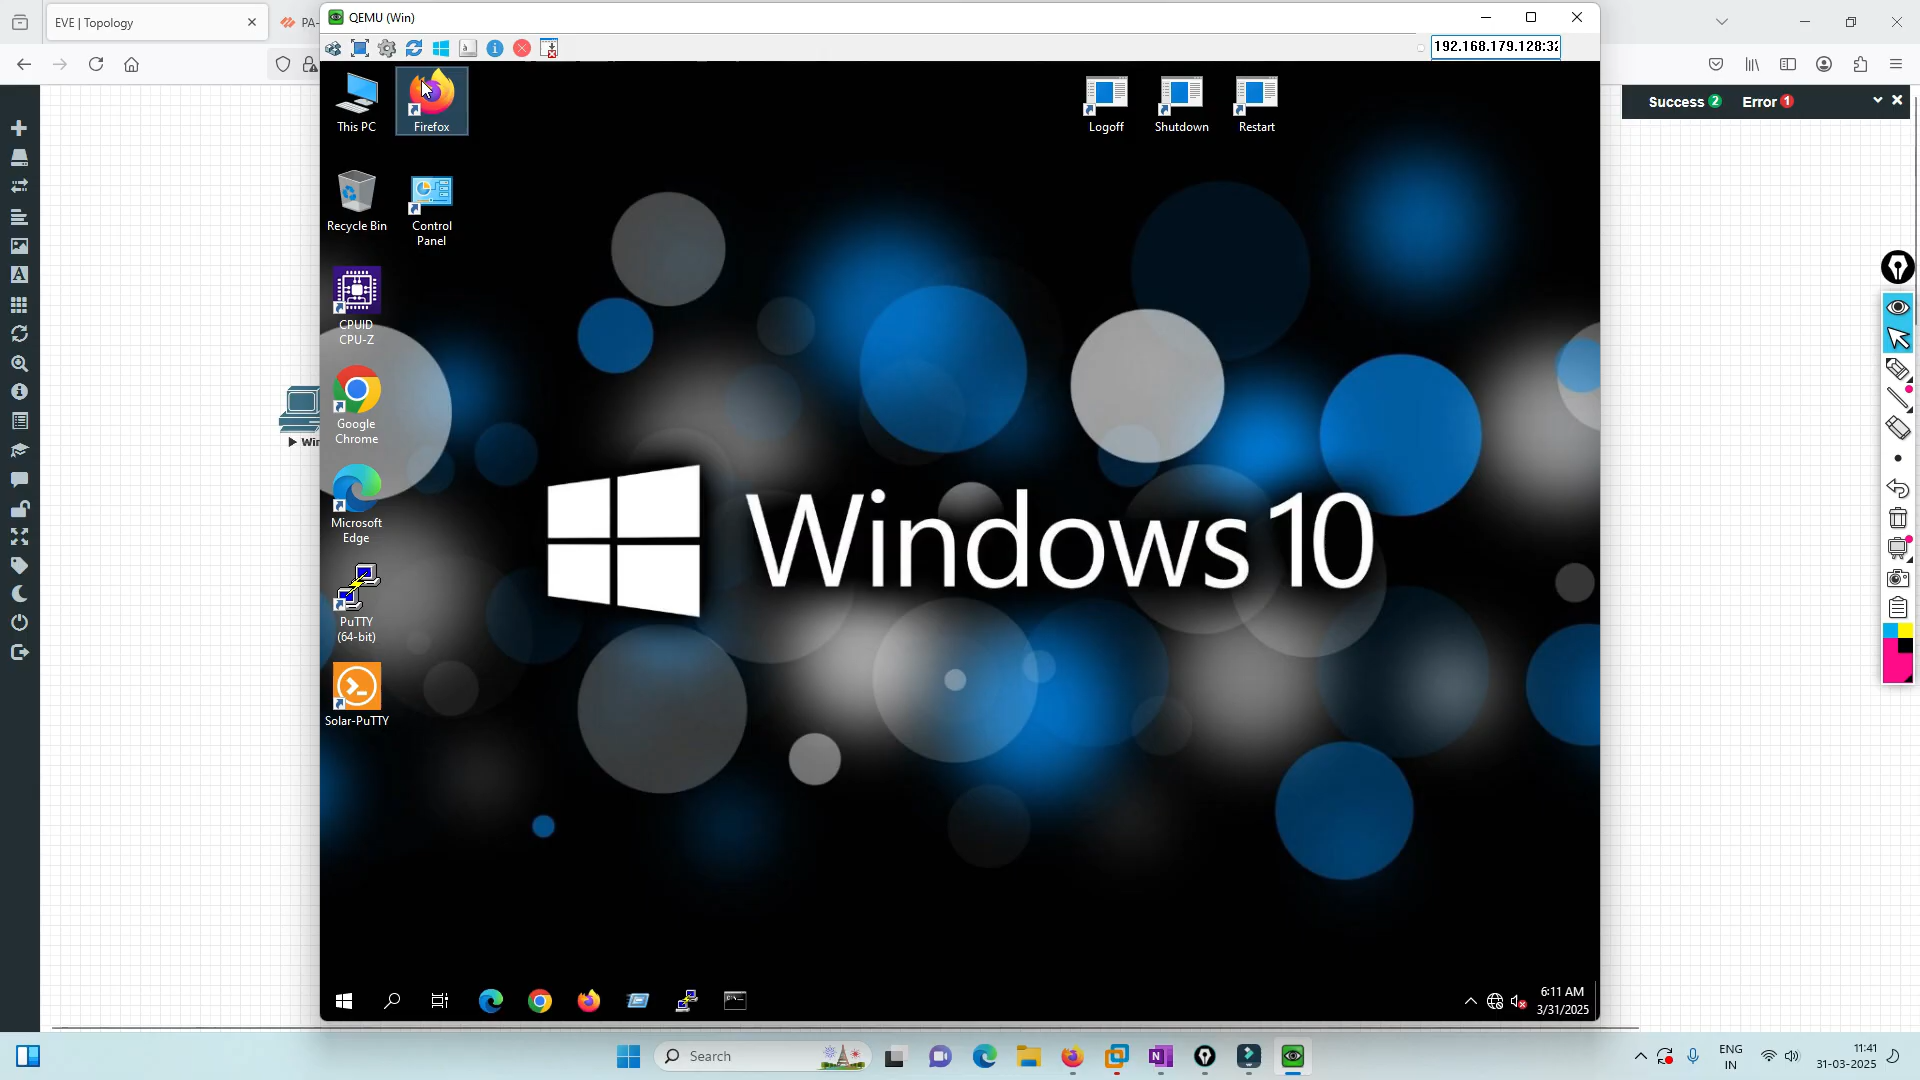 EVE | Topology
PA-
QEMU (Win)
192.168.179.128:32
Success 2
Error 1
This PC
Firefox
Logoff
Shutdown
Restart
Recycle Bin
Control
Panel
CPUID
CPU-Z
Google
Chrome
Win
Microsoft
Edge
Windows 10
PuTTY
(64-bit)
Solar-PuTTY
6:11 AM
3/31/2025
Search
ENG
IN
11:41
31-03-2025